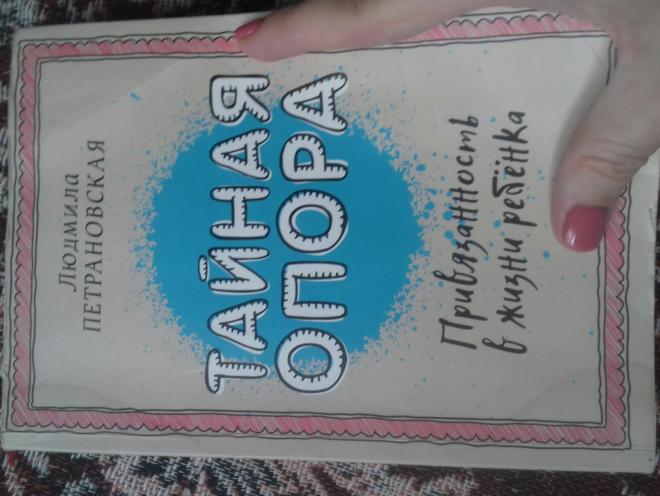 Людмила
ПЕТРАНОВСКАЯ
ТАЙНАЯ
ОПОРА
Привязанность
в жизни ребёнка